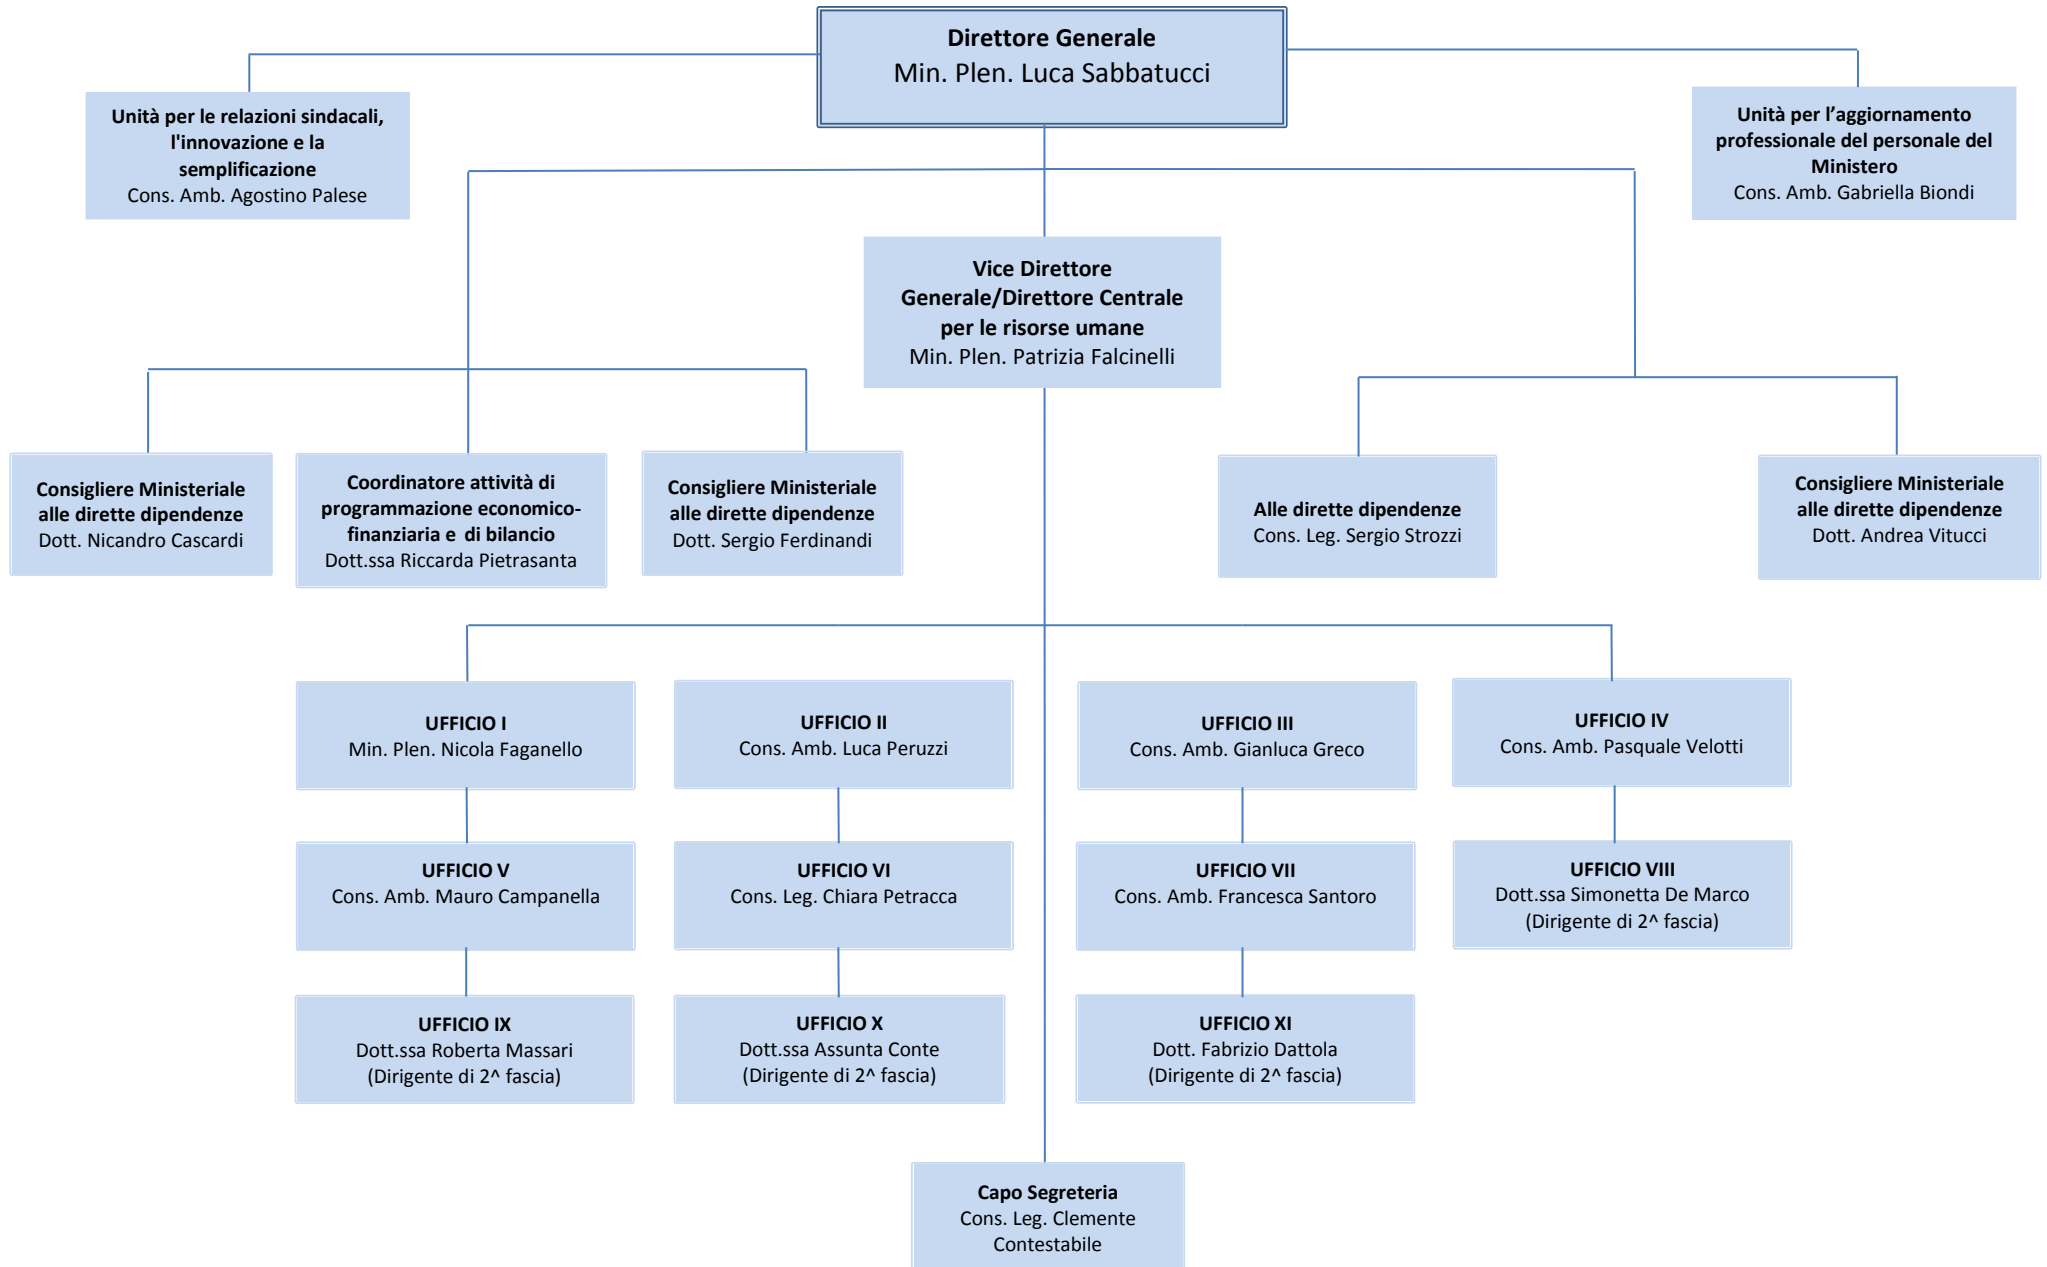 Direttore Generale
Min. Plen. Luca Sabbatucci
Unità per le relazioni sindacali,
l'innovazione e la
semplificazione
Cons. Amb. Agostino Palese
Unità per l’aggiornamento
professionale del personale del
Ministero
Cons. Amb. Gabriella Biondi
Vice Direttore
Generale/Direttore Centrale
per le risorse umane
Min. Plen. Patrizia Falcinelli
Consigliere Ministeriale
alle dirette dipendenze
Dott. Nicandro Cascardi
Coordinatore attività di
programmazione economico-
finanziaria e di bilancio
Dott.ssa Riccarda Pietrasanta
Consigliere Ministeriale
alle dirette dipendenze
Dott. Sergio Ferdinandi
Alle dirette dipendenze
Cons. Leg. Sergio Strozzi
Consigliere Ministeriale
alle dirette dipendenze
Dott. Andrea Vitucci
UFFICIO I
Min. Plen. Nicola Faganello
UFFICIO II
Cons. Amb. Luca Peruzzi
UFFICIO III
Cons. Amb. Gianluca Greco
UFFICIO IV
Cons. Amb. Pasquale Velotti
UFFICIO V
Cons. Amb. Mauro Campanella
UFFICIO VI
Cons. Leg. Chiara Petracca
UFFICIO VII
Cons. Amb. Francesca Santoro
UFFICIO VIII
Dott.ssa Simonetta De Marco
(Dirigente di 2^ fascia)
UFFICIO IX
Dott.ssa Roberta Massari
(Dirigente di 2^ fascia)
UFFICIO X
Dott.ssa Assunta Conte
(Dirigente di 2^ fascia)
UFFICIO XI
Dott. Fabrizio Dattola
(Dirigente di 2^ fascia)
Capo Segreteria
Cons. Leg. Clemente
Contestabile